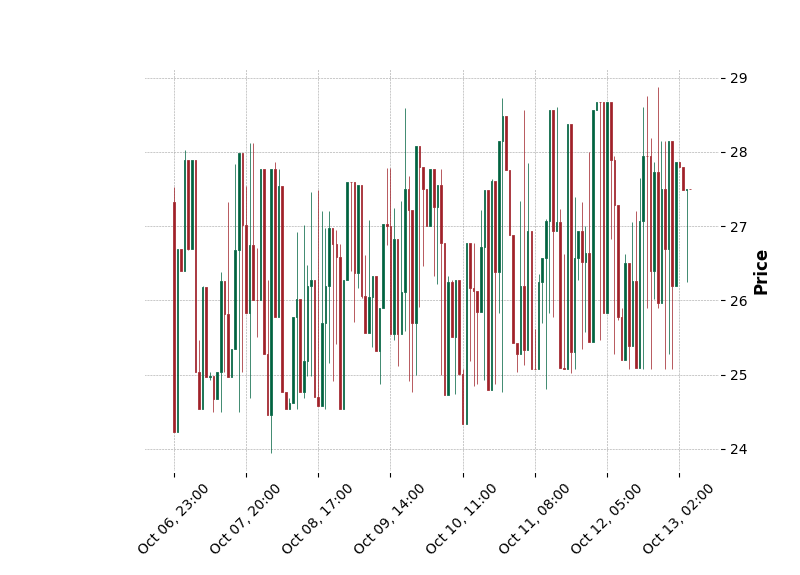 29
28
27
26
25
24
Price
Oct 06, 23:00
Oct 07, 20:00
Oct 08, 17:00
Oct 09, 14:00
Oct 10, 11:00
Oct 11, 08:00
Oct 12, 05:00
Oct 13, 02:00